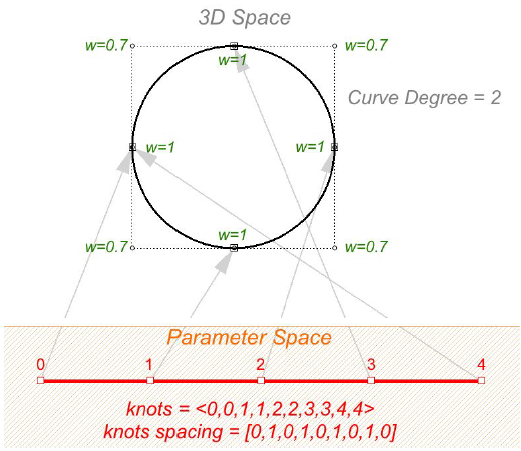 3D Space
w=0.7 w=0.7
w=1
Curve Degree = 2
w=1 w=1
w=1
w=0.7 w=0.7
Parameter Space
0 1 2 3 4
knots = <0,0,1,1,2,2,3,3,4,4>
knots spacing = [0,1,0,1,0,1,0,1,0]